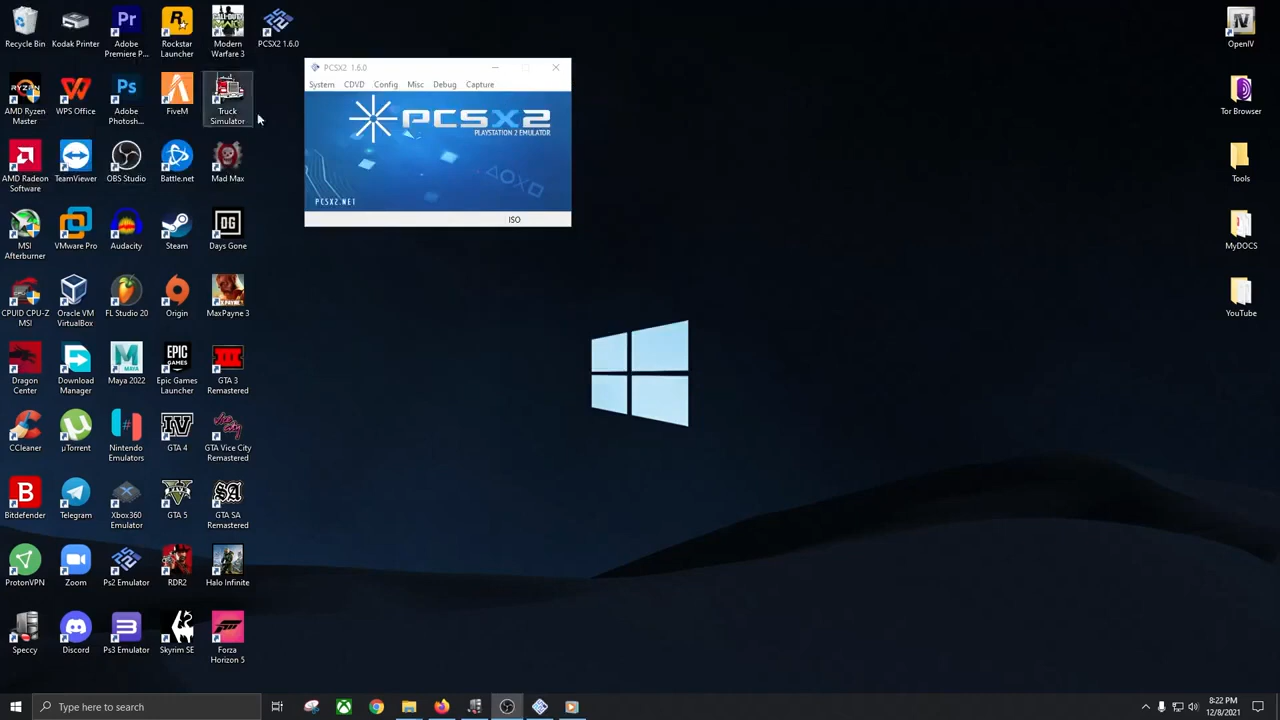 Recycle Bin
Kodak Printer
Adobe
Premiere P...
Rockstar
Launcher
Modern
Warfare 3
PCSX2 1.6.0
AMD Ryzen
Master
WPS Office
Adobe
Photosh...
FiveM
Truck
Simulator
AMD Radeon
Software
TeamViewer
OBS Studio
Battle.net
Mad Max
MSI
Afterburner
VMware Pro
Audacity
Steam
Days Gone
CPUID CPU-Z
MSI
Oracle VM
VirtualBox
FL Studio 20
Origin
MaxPayne 3
Dragon
Center
Download
Manager
Maya 2022
Epic Games
Launcher
GTA 3
Remastered
CCleaner
µTorrent
Nintendo
Emulators
GTA 4
GTA Vice City
Remastered
Bitdefender
Telegram
Xbox360
Emulator
GTA 5
GTA SA
Remastered
ProtonVPN
Zoom
Ps2 Emulator
RDR2
Halo Infinite
Speccy
Discord
Ps3 Emulator
Skyrim SE
Forza
Horizon 5
PCSX2 1.6.0
System CDVD Config Misc Debug Capture
PCSX2
PLAYSTATION 2 EMULATOR
PCSX2.NET
ISO
OpenIV
Tor Browser
Tools
MyDOCS
YouTube
Type here to search
8:22 PM
12/8/2021